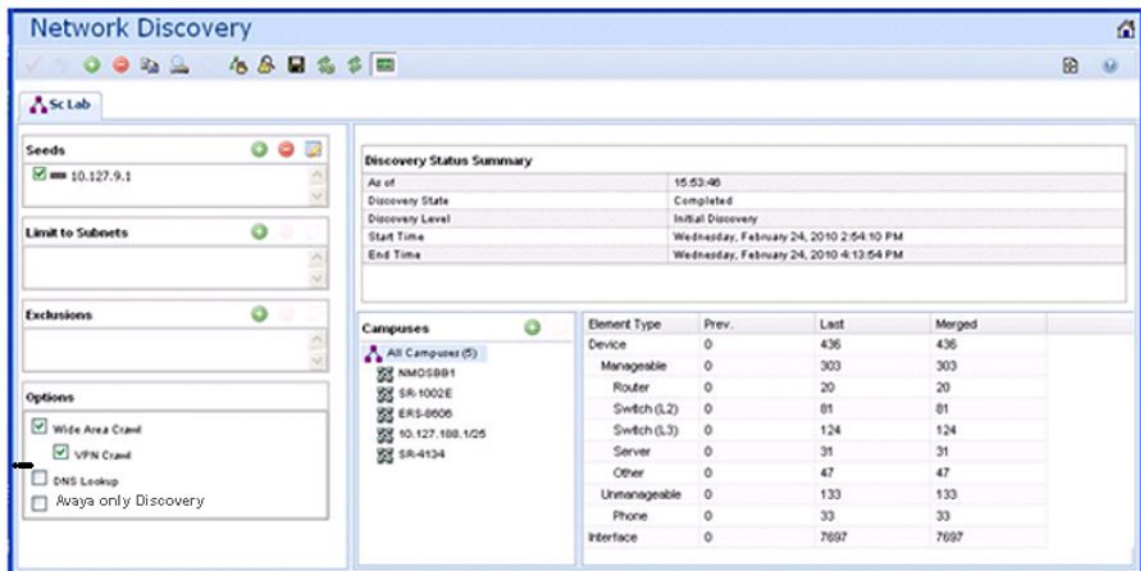 Network Discovery
Sc Lab
Seeds
10.127.9.1
Limit to Subnets
Exclusions
Options
Wide Area Crawl
VPN Crawl
DNS Lookup
Avaya only Discovery
Discovery Status Summary
As of 15:53:46
Discovery State Completed
Discovery Level Initial Discovery
Start Time Wednesday, February 24, 2010 2:54:10 PM
End Time Wednesday, February 24, 2010 4:13:54 PM
Campuses
All Campuses (5)
NMOSBB1
SR-1002E
ERS-8606
10.127.188.1/25
SR-4134
Element Type Prev. Last Merged
Device 0 436 436
Manageable 0 303 303
Router 0 20 20
Switch (L2) 0 81 81
Switch (L3) 0 124 124
Server 0 31 31
Other 0 47 47
Unmanageable 0 133 133
Phone 0 33 33
Interface 0 7697 7697